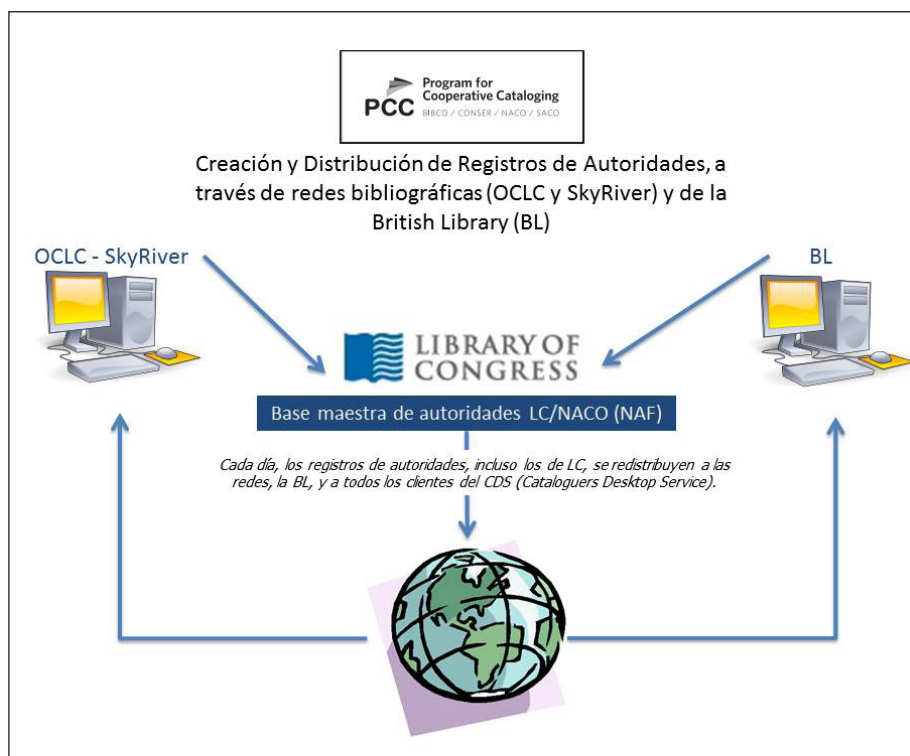 PCC
Program for
Cooperative Cataloging
BIBCO / CONSER / NACO / SACO
Creación y Distribución de Registros de Autoridades, a
través de redes bibliográficas (OCLC y SkyRiver) y de la
British Library (BL)
OCLC - SkyRiver
BL
LIBRARY OF
CONGRESS
Base maestra de autoridades LC/NACO (NAF)
Cada día, los registros de autoridades, incluso los de LC, se redistribuyen a las
redes, la BL, y a todos los clientes del CDS (Cataloguers Desktop Service).